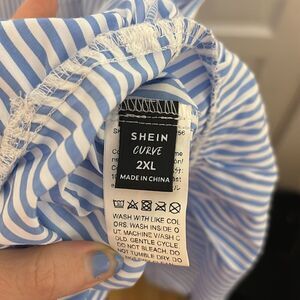 SHEIN
CURVE
2XL
MADE IN CHINA
WASH WITH LIKE COL
ORS. WASH INSIDE O
UT. MACHINE WASH C
OLD. GENTLE CYCLE.
DO NOT BLEACH. DO
NOT TUMBLE DRY.